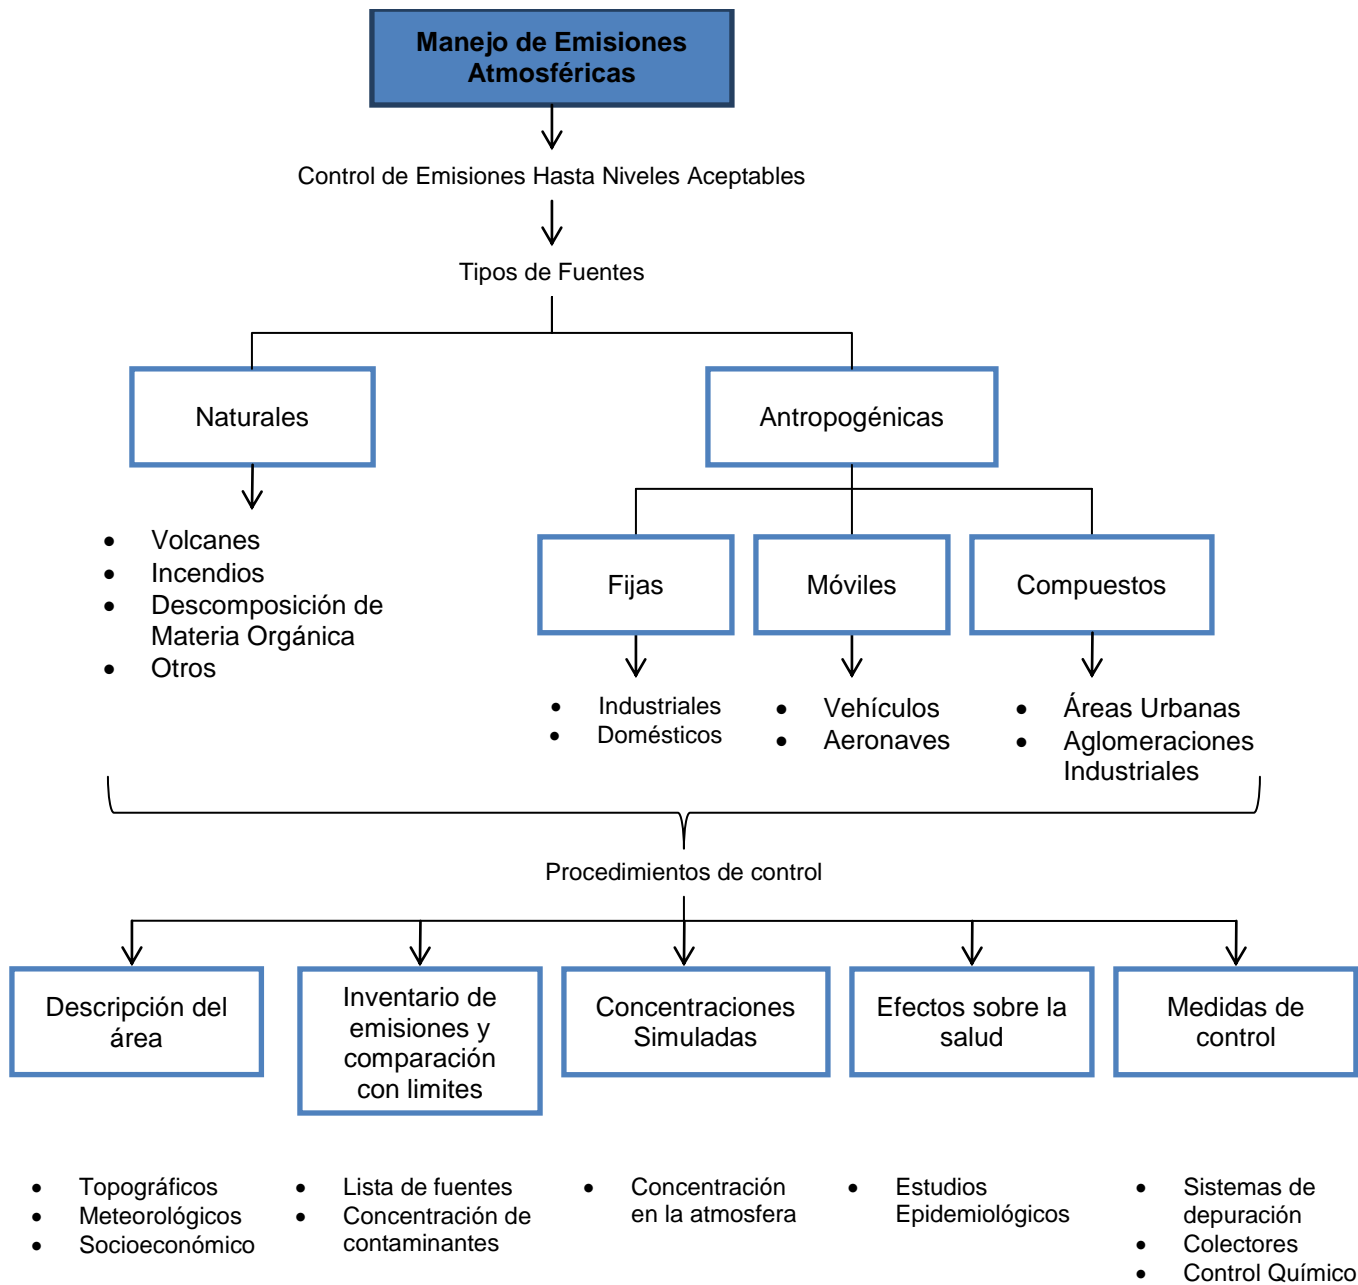 Manejo de Emisiones
Atmosféricas
Control de Emisiones Hasta Niveles Aceptables
Tipos de Fuentes
Naturales
Antropogénicas
• Volcanes
• Incendios
• Descomposición de
Materia Orgánica
• Otros
Fijas
Móviles
Compuestos
• Industriales
• Domésticos
• Vehículos
• Aeronaves
• Áreas Urbanas
• Aglomeraciones
Industriales
Procedimientos de control
Descripción del
área
Inventario de
emisiones y
comparación
con limites
Concentraciones
Simuladas
Efectos sobre la
salud
Medidas de
control
• Topográficos
• Meteorológicos
• Socioeconómico
• Lista de fuentes
• Concentración de
contaminantes
• Concentración
en la atmosfera
• Estudios
Epidemiológicos
• Sistemas de
depuración
• Colectores
• Control Químico